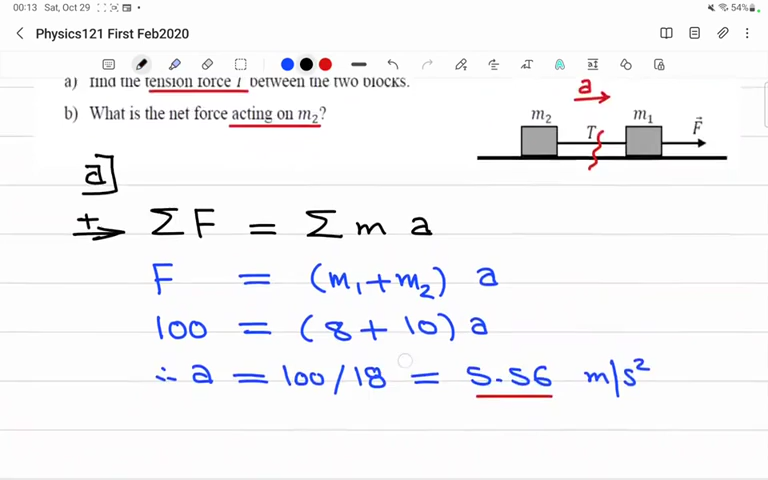 00:13 Sat, Oct 29
54%
Physics121 First Feb2020
a) find the tension force T between the two blocks.
b) What is the net force acting on m₂?
a
m₂ T m₁ F⃗
a]
+ ΣF = Σ m a
F = (m₁+m₂) a
100 = (8 + 10) a
∴ a = 100/18 = 5.56 m/s²